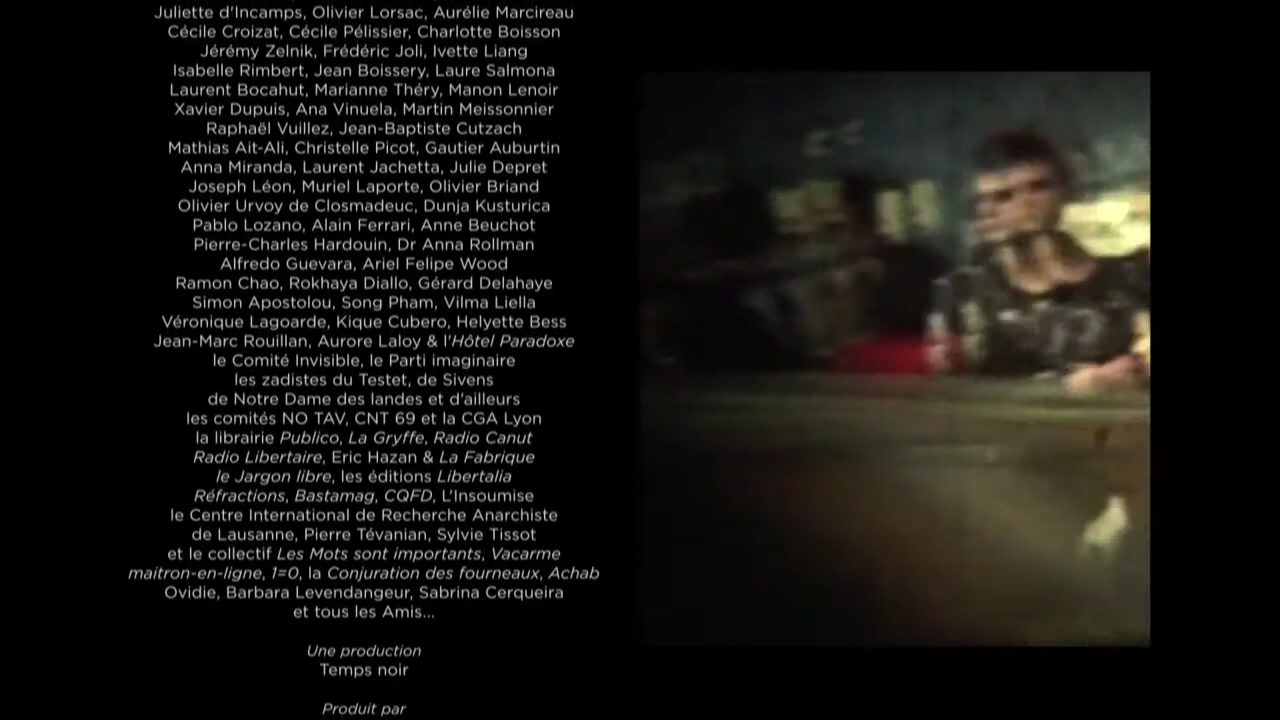 Juliette d'Incamps, Olivier Lorsac, Aurélie Marcireau
Cécile Croizat, Cécile Pélissier, Charlotte Boisson
Jérémy Zelnik, Frédéric Joli, Ivette Liang
Isabelle Rimbert, Jean Boissery, Laure Salmona
Laurent Bocahut, Marianne Théry, Manon Lenoir
Xavier Dupuis, Ana Vinuela, Martin Meissonnier
Raphaël Vuillez, Jean-Baptiste Cutzach
Mathias Ait-Ali, Christelle Picot, Gautier Auburtin
Anna Miranda, Laurent Jachetta, Julie Depret
Joseph Léon, Muriel Laporte, Olivier Briand
Olivier Urvoy de Closmadeuc, Dunja Kusturica
Pablo Lozano, Alain Ferrari, Anne Beuchot
Pierre-Charles Hardouin, Dr Anna Rollman
Alfredo Guevara, Ariel Felipe Wood
Ramon Chao, Rokhaya Diallo, Gérard Delahaye
Simon Apostolou, Song Pham, Vilma Liella
Véronique Lagoarde, Kique Cubero, Helyette Bess
Jean-Marc Rouillan, Aurore Laloy & l'Hôtel Paradoxe
le Comité Invisible, le Parti imaginaire
les zadistes du Testet, de Sivens
de Notre Dame des landes et d'ailleurs
les comités NO TAV, CNT 69 et la CGA Lyon
la librairie Publico, La Gryffe, Radio Canut
Radio Libertaire, Eric Hazan & La Fabrique
le Jargon libre, les éditions Libertalia
Réfractions, Bastamag, CQFD, L'Insoumise
le Centre International de Recherche Anarchiste
de Lausanne, Pierre Tévanian, Sylvie Tissot
et le collectif Les Mots sont importants, Vacarme
maitron-en-ligne, 1=0, la Conjuration des fourneaux, Achab
Ovidie, Barbara Levendangeur, Sabrina Cerqueira
et tous les Amis...
Une production
Temps noir
Produit par